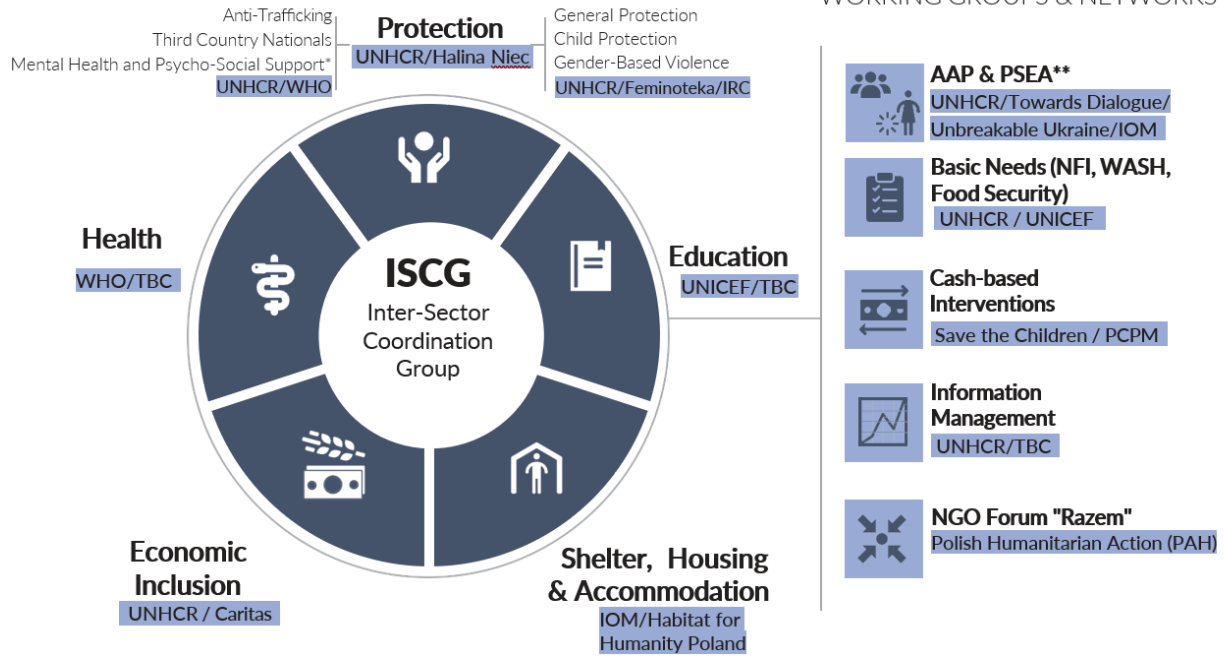 WORKING GROUPS & NETWORKS
Anti-Trafficking
Third Country Nationals
Mental Health and Psycho-Social Support*
UNHCR/WHO
Protection
UNHCR/Halina Niec
General Protection
Child Protection
Gender-Based Violence
UNHCR/Feminoteka/IRC
Health
WHO/TBC
ISCG
Inter-Sector
Coordination
Group
Education
UNICEF/TBC
Economic
Inclusion
UNHCR / Caritas
Shelter, Housing
& Accommodation
IOM/Habitat for
Humanity Poland
AAP & PSEA**
UNHCR/Towards Dialogue/
Unbreakable Ukraine/IOM
Basic Needs (NFI, WASH,
Food Security)
UNHCR / UNICEF
Cash-based
Interventions
Save the Children / PCPM
Information
Management
UNHCR/TBC
NGO Forum "Razem"
Polish Humanitarian Action (PAH)